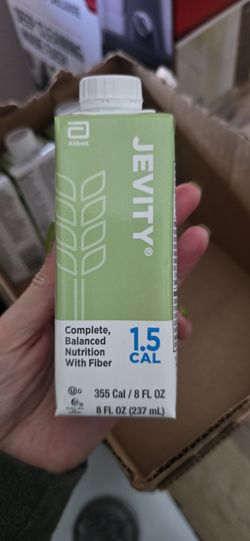 Abbott
JEVITY®
Complete,
Balanced
Nutrition
With Fiber
1.5
CAL
355 Cal / 8 FL OZ
8 FL OZ (237 mL)